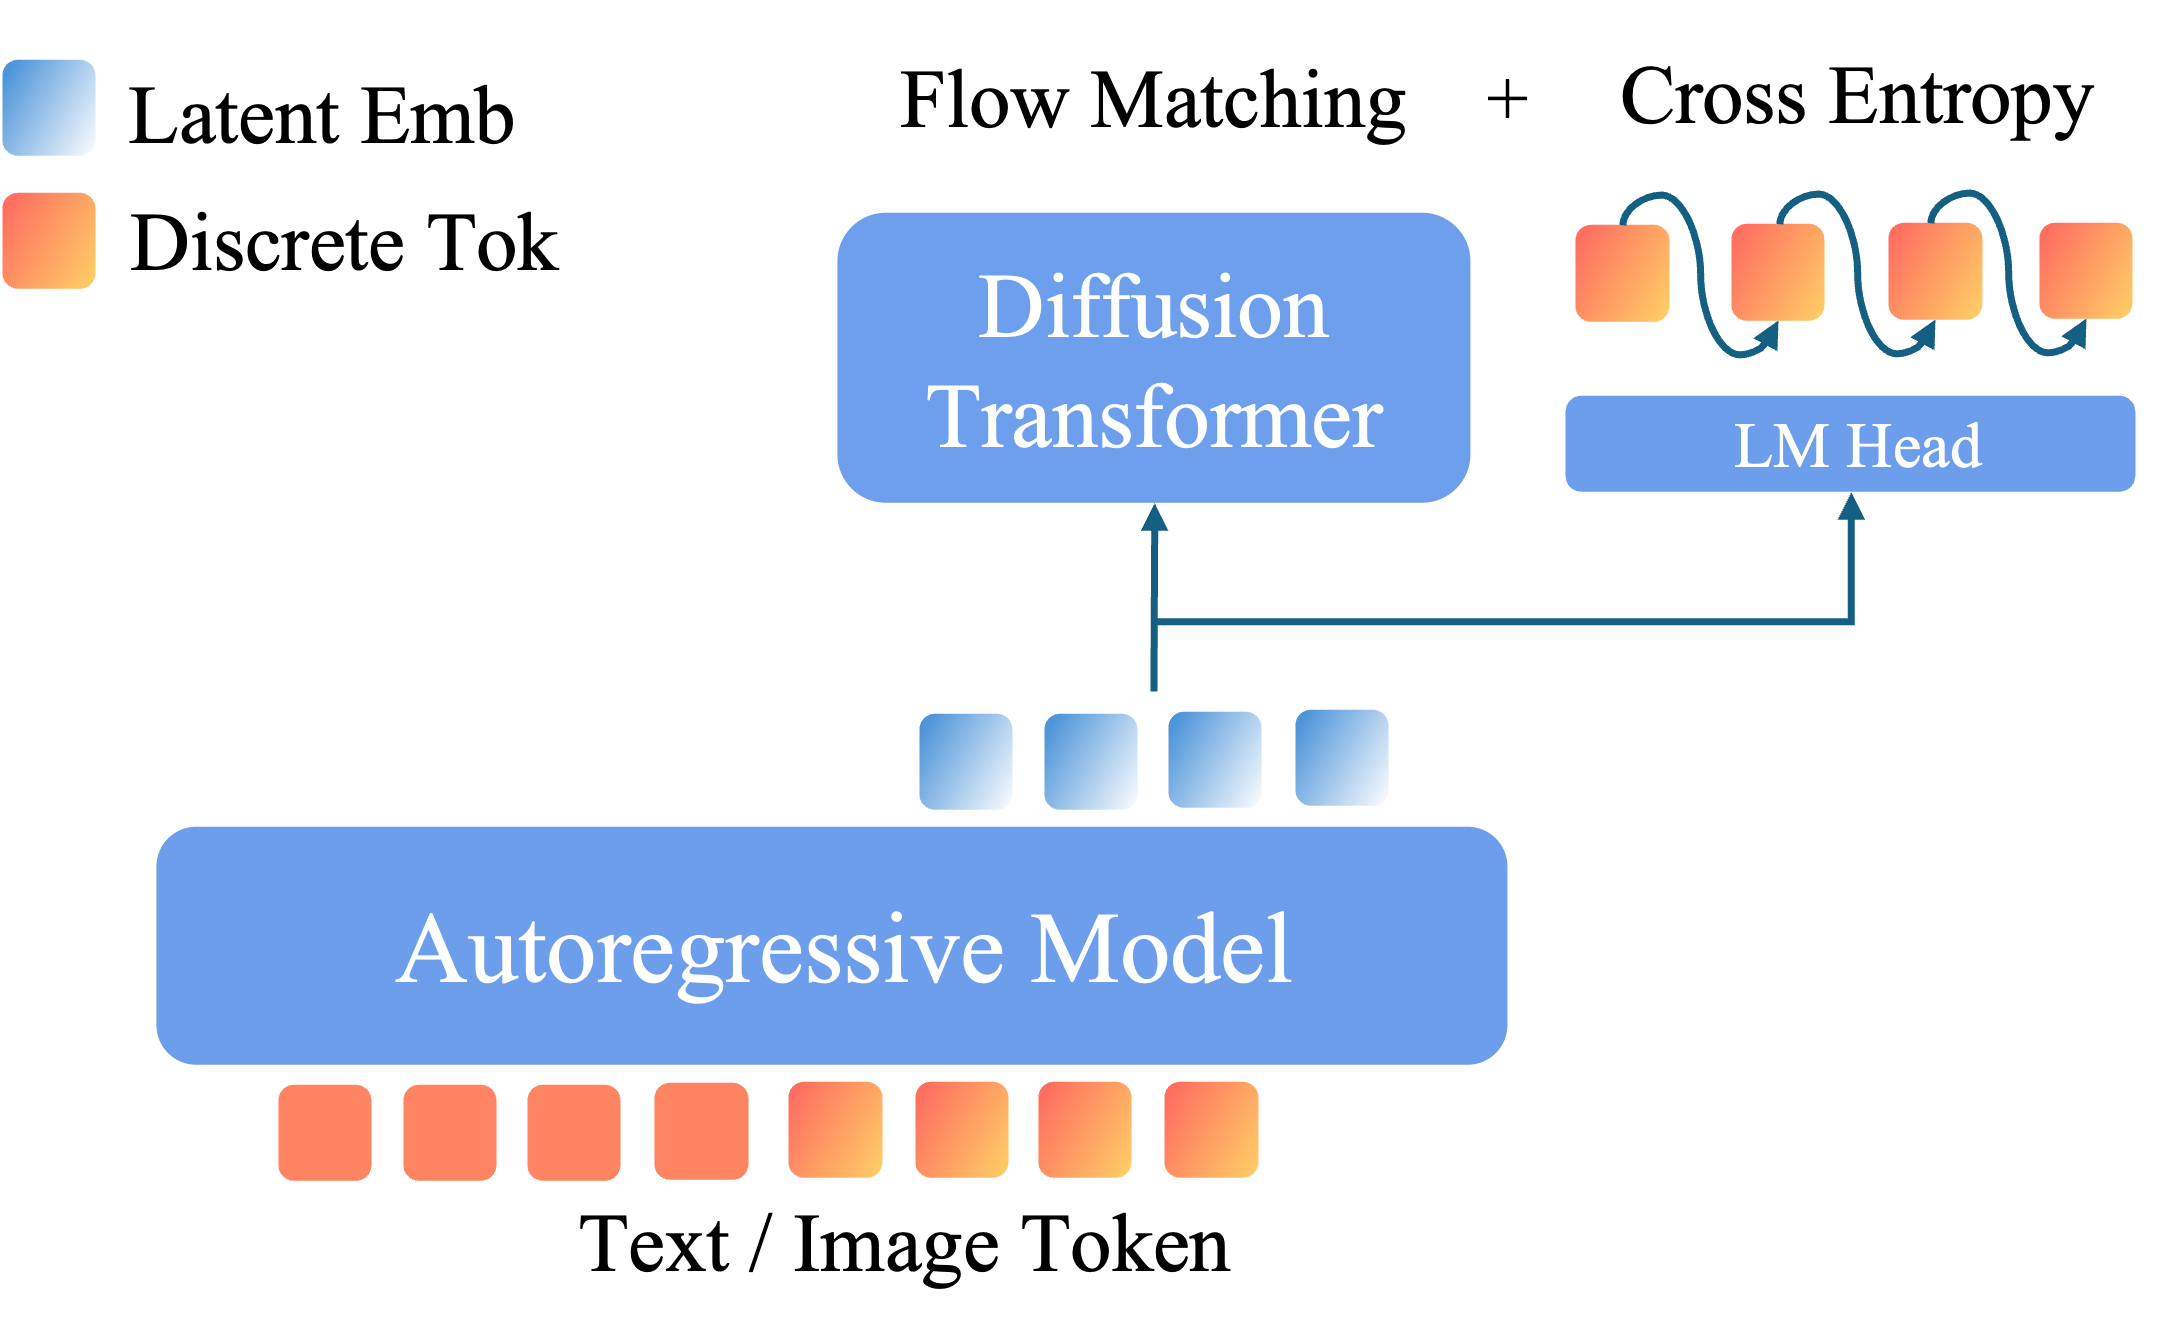 Latent Emb
Discrete Tok
Flow Matching + Cross Entropy
Diffusion
Transformer
LM Head
Autoregressive Model
Text / Image Token